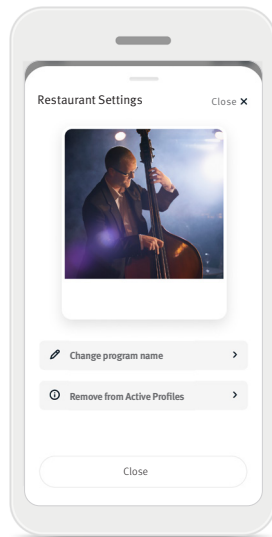 Restaurant Settings
Close ×
Change program name
Remove from Active Profiles
Close